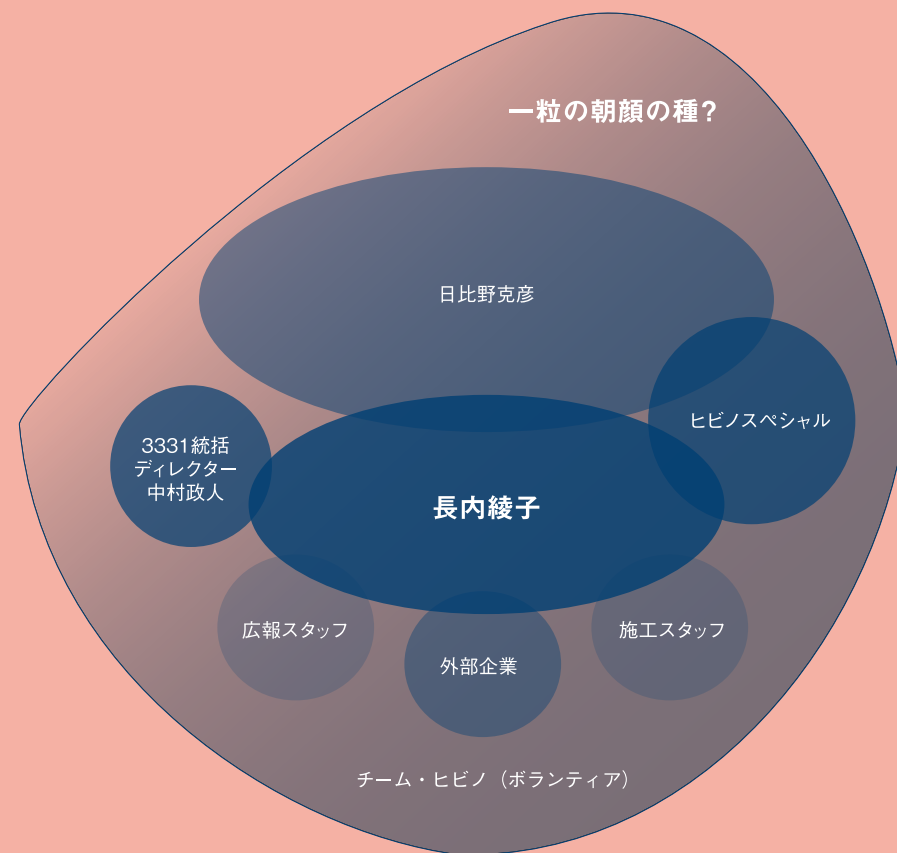 一粒の朝顔の種?
日比野克彦
ヒビノスペシャル
3331統括
ディレクター
中村政人
長内綾子
広報スタッフ
施工スタッフ
外部企業
チーム・ヒビノ（ボランティア）